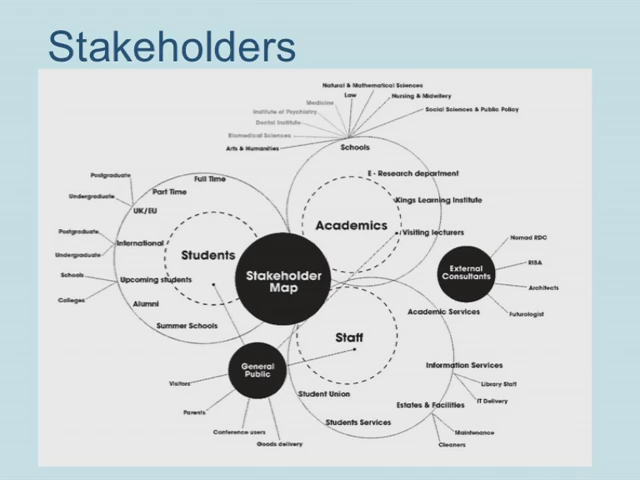 Stakeholders
Natural & Mathematical Sciences
Law
Nursing & Midwifery
Medicine
Social Sciences & Public Policy
Institute of Psychiatry
Dental Institute
Biomedical Sciences
Arts & Humanities
Schools
E - Research department
Kings Learning Institute
Visiting lecturers
Academics
Postgraduate
Undergraduate
Full Time
Part Time
UK/EU
Postgraduate
Undergraduate
International
Schools
Colleges
Upcoming students
Alumni
Summer Schools
Students
Stakeholder
Map
External
Consultants
Nomad RDC
RIBA
Architects
Futurologist
Staff
Academic Services
Information Services
Library Staff
IT Delivery
Estates & Facilities
Maintenance
Cleaners
Student Union
Students Services
General
Public
Visitors
Parents
Conference users
Goods delivery